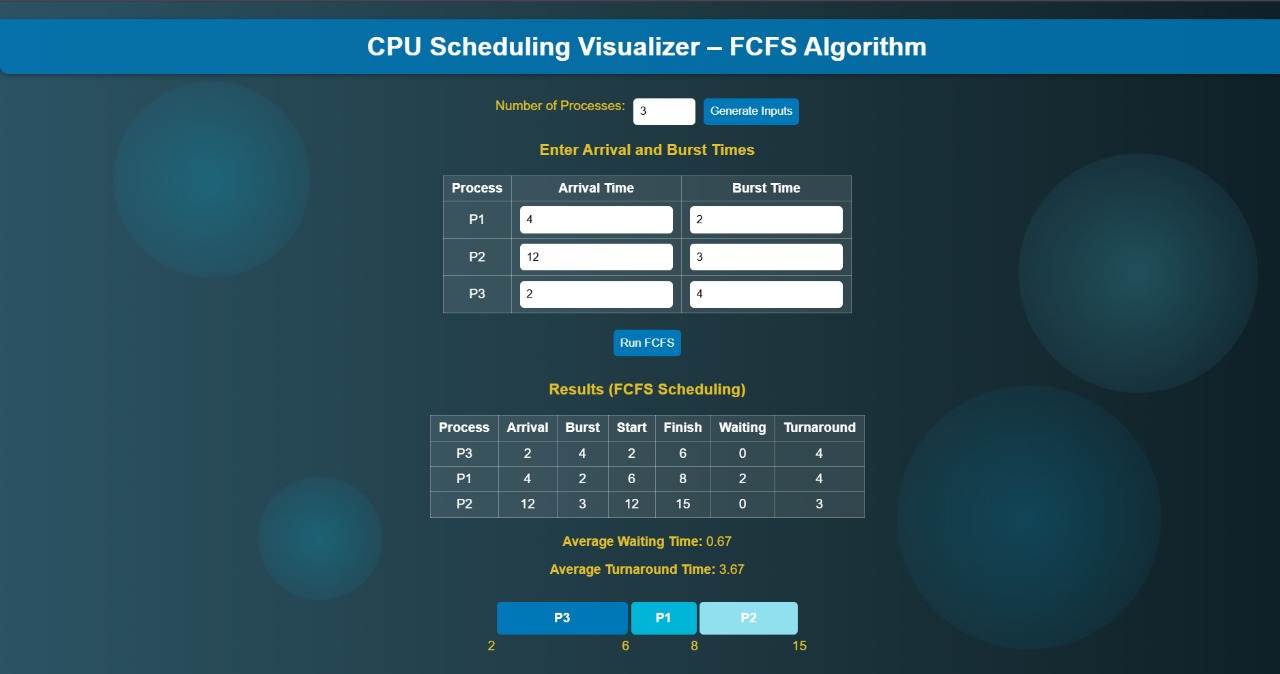 CPU Scheduling Visualizer – FCFS Algorithm
Number of Processes: 3 Generate Inputs
Enter Arrival and Burst Times
Process Arrival Time Burst Time
P1 4 2
P2 12 3
P3 2 4
Run FCFS
Results (FCFS Scheduling)
Process Arrival Burst Start Finish Waiting Turnaround
P3 2 4 2 6 0 4
P1 4 2 6 8 2 4
P2 12 3 12 15 0 3
Average Waiting Time: 0.67
Average Turnaround Time: 3.67
P3 P1 P2
2 6 8 15